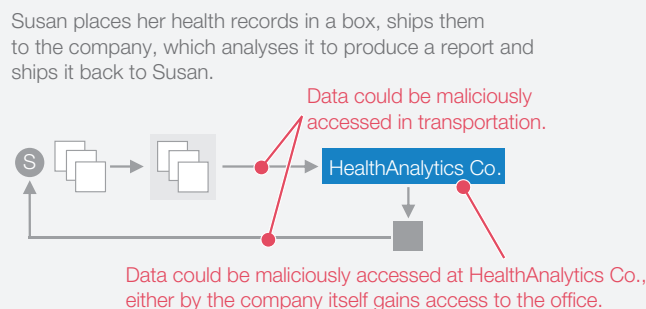 Susan places her health records in a box, ships them
to the company, which analyses it to produce a report and
ships it back to Susan.
Data could be maliciously
accessed in transportation.
S
HealthAnalytics Co.
Data could be maliciously accessed at HealthAnalytics Co.,
either by the company itself gains access to the office.